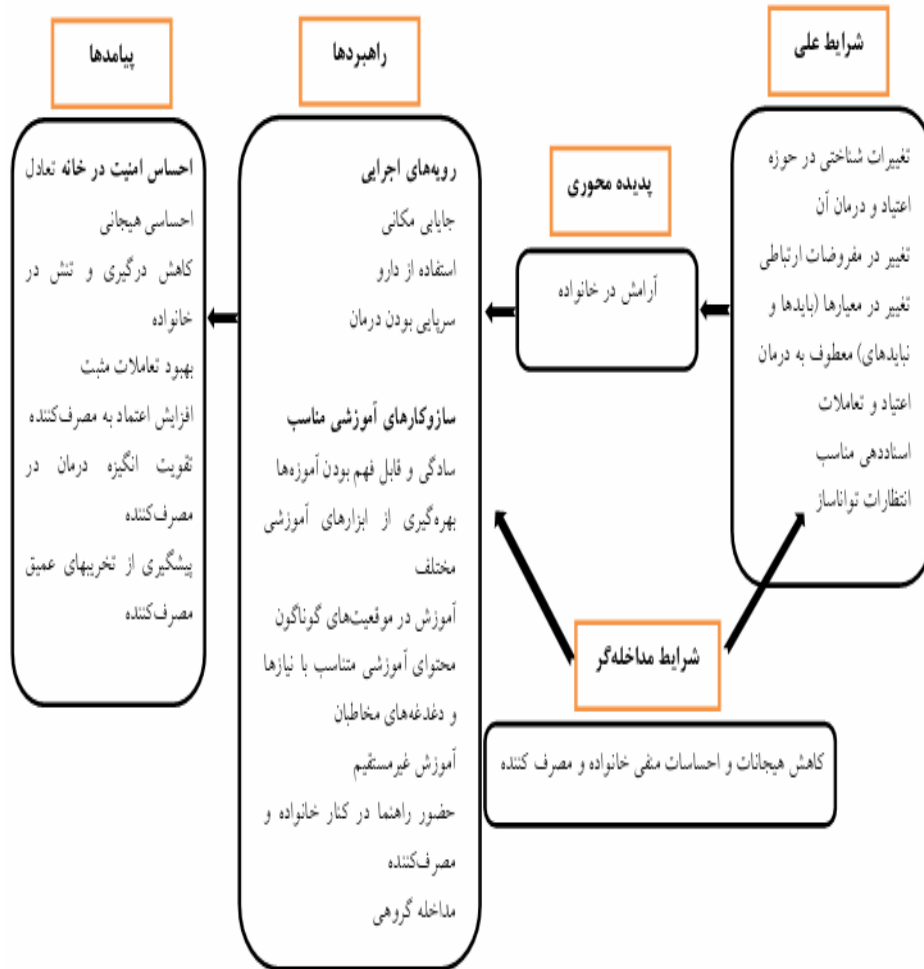 شرایط علی
تغییرات شناختی در حوزه
اعتیاد و درمان آن
تغییر در مفروضات ارتباطی
تغییر در معیارها (بایدها و
نبایدهای) معطوف به درمان
اعتیاد و تعاملات
اسناددهی مناسب
انتظارات تواناساز
پدیده محوری
آرامش در خانواده
شرایط مداخله‌گر
کاهش هیجانات و احساسات منفی خانواده و مصرف کننده
راهبردها
رویه‌های اجرایی
جابایی مکانی
استفاده از دارو
سرپایی بودن درمان
سازوکارهای آموزشی مناسب
سادگی و قابل فهم بودن آموزه‌ها
بهره‌گیری از ابزارهای آموزشی
مختلف
آموزش در موقعیت‌های گوناگون
محتوای آموزشی متناسب با نیازها
و دغدغه‌های مخاطبان
آموزش غیرمستقیم
حضور راهنما در کنار خانواده و
مصرف‌کننده
مداخله گروهی
پیامدها
احساس امنیت در خانه تعادل
احساسی هیجانی
کاهش درگیری و تنش در
خانواده
بهبود تعاملات مثبت
افزایش اعتماد به مصرف‌کننده
تقویت انگیزه درمان در
مصرف‌کننده
پیشگیری از تخریبهای عمیق
مصرف‌کننده